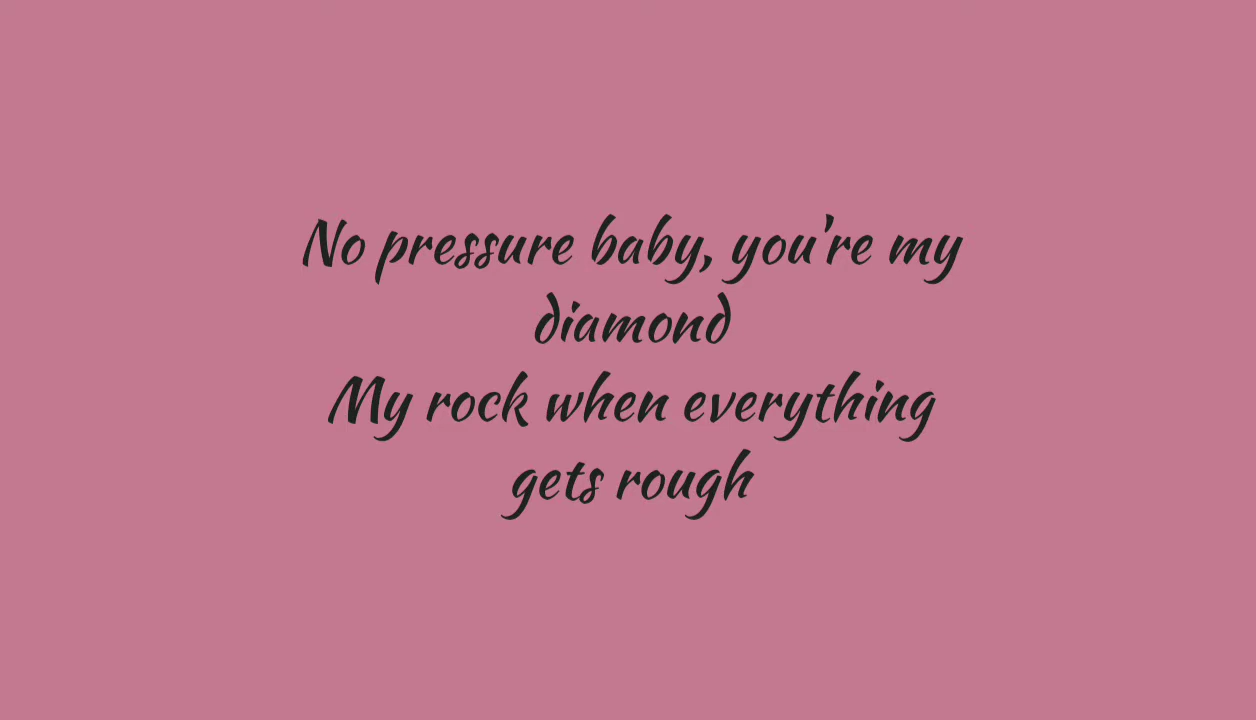 No pressure baby, you're my
diamond
My rock when everything
gets rough